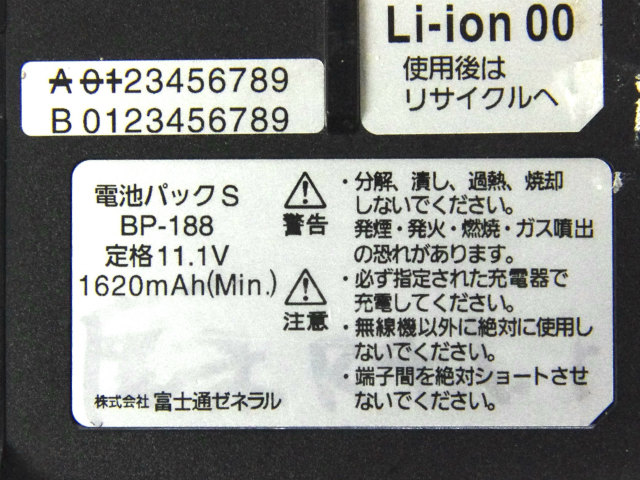 Li-ion 00
使用後は
リサイクルへ
A 0123456789
B 0123456789
電池パック S
BP-188
定格11.1V
1620mAh(Min.)
警告
・分解、潰し、過熱、焼却
しないでください。
発煙・発火・燃焼・ガス噴出
の恐れがあります。
注意
・必ず指定された充電器で
充電してください。
・無線機以外に絶対に使用し
ないでください。
・端子間を絶対ショートさせ
ないでください。
株式会社 富士通ゼネラル